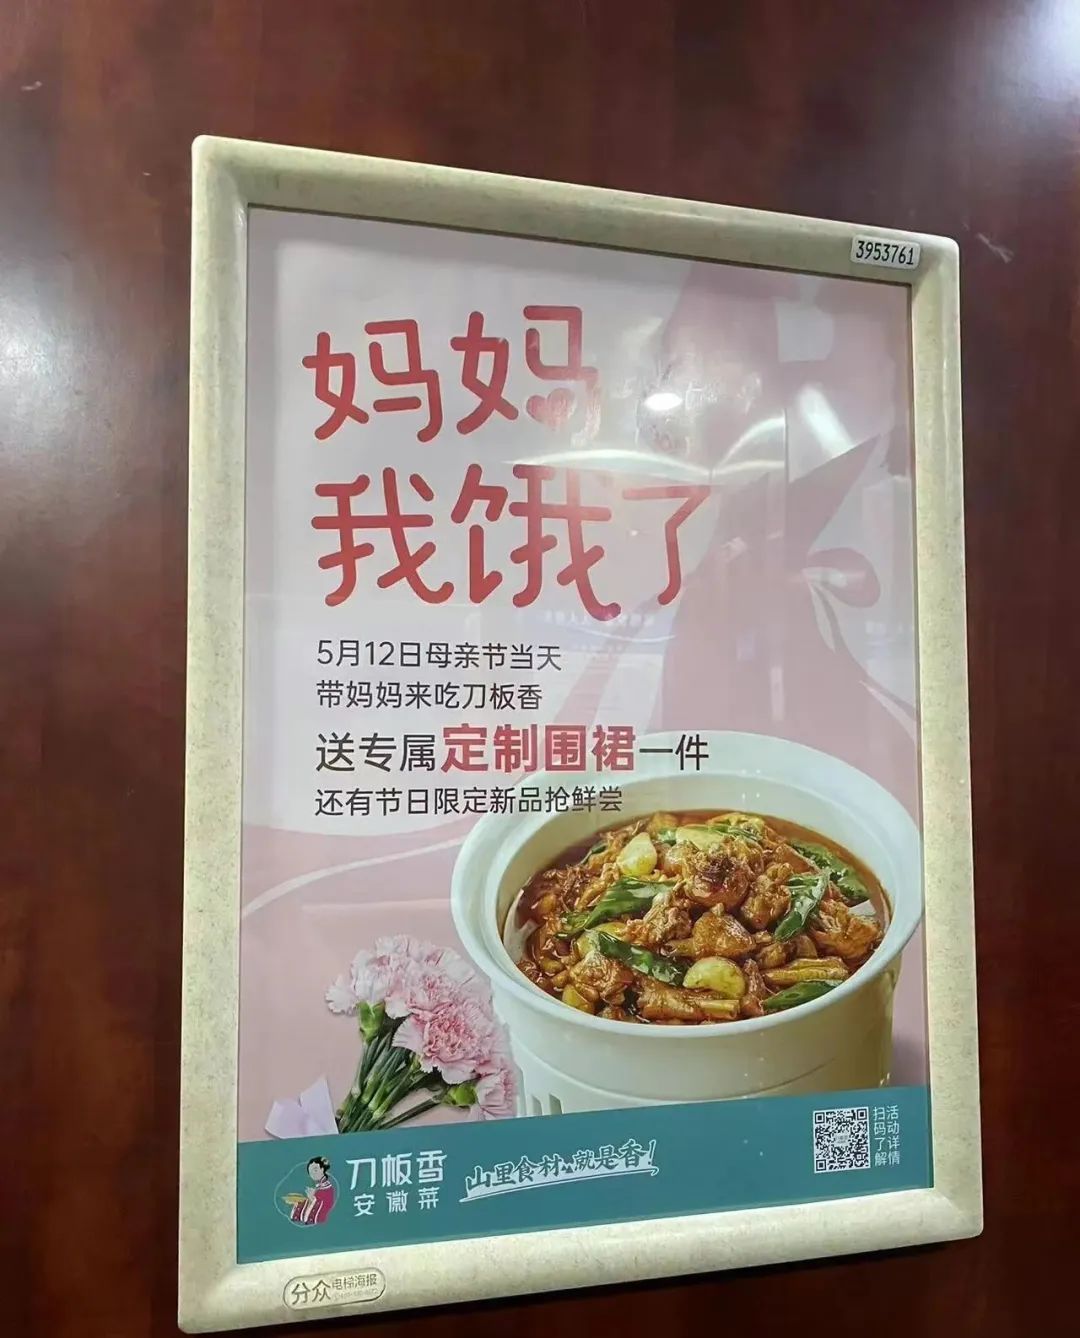 3953761
妈妈
我饿了
5月12日母亲节当天
带妈妈来吃刀板香
送专属定制围裙一件
还有节日限定新品抢鲜尝
刀板香
安徽菜
山里食材..就是香！
活动详情
扫码了解
分众
电梯海报